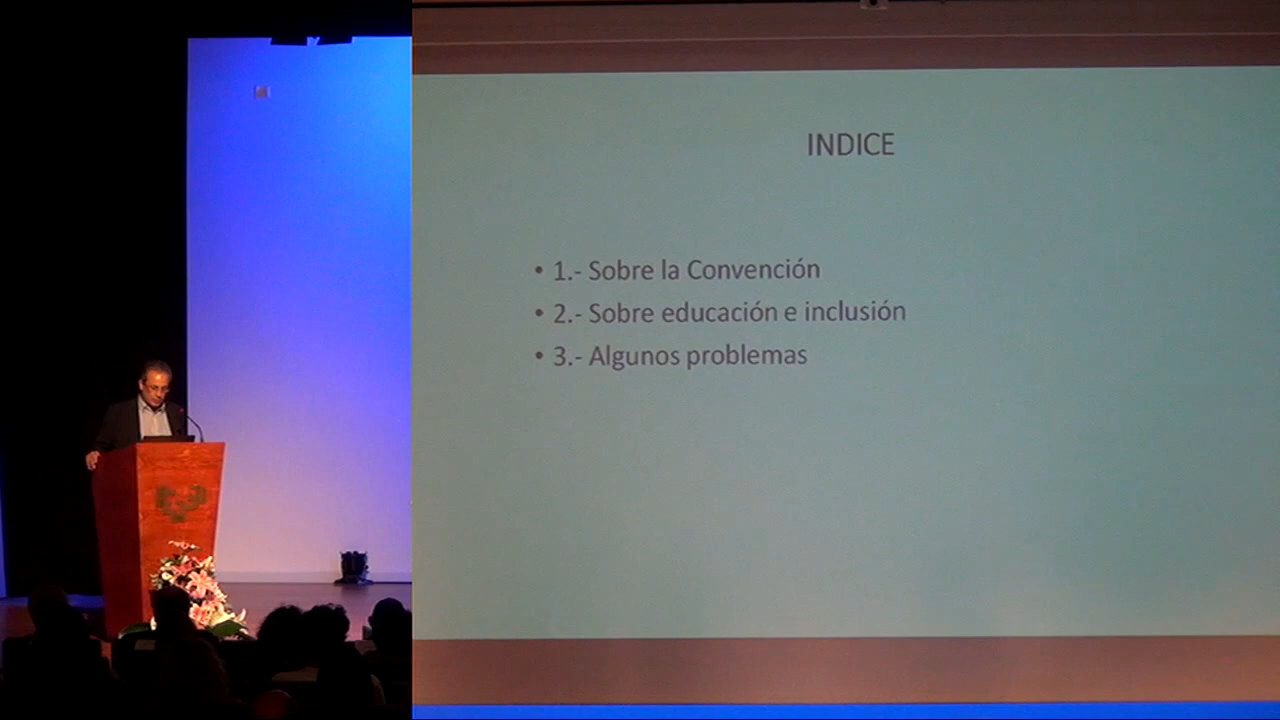 INDICE
• 1.- Sobre la Convención
• 2.- Sobre educación e inclusión
• 3.- Algunos problemas